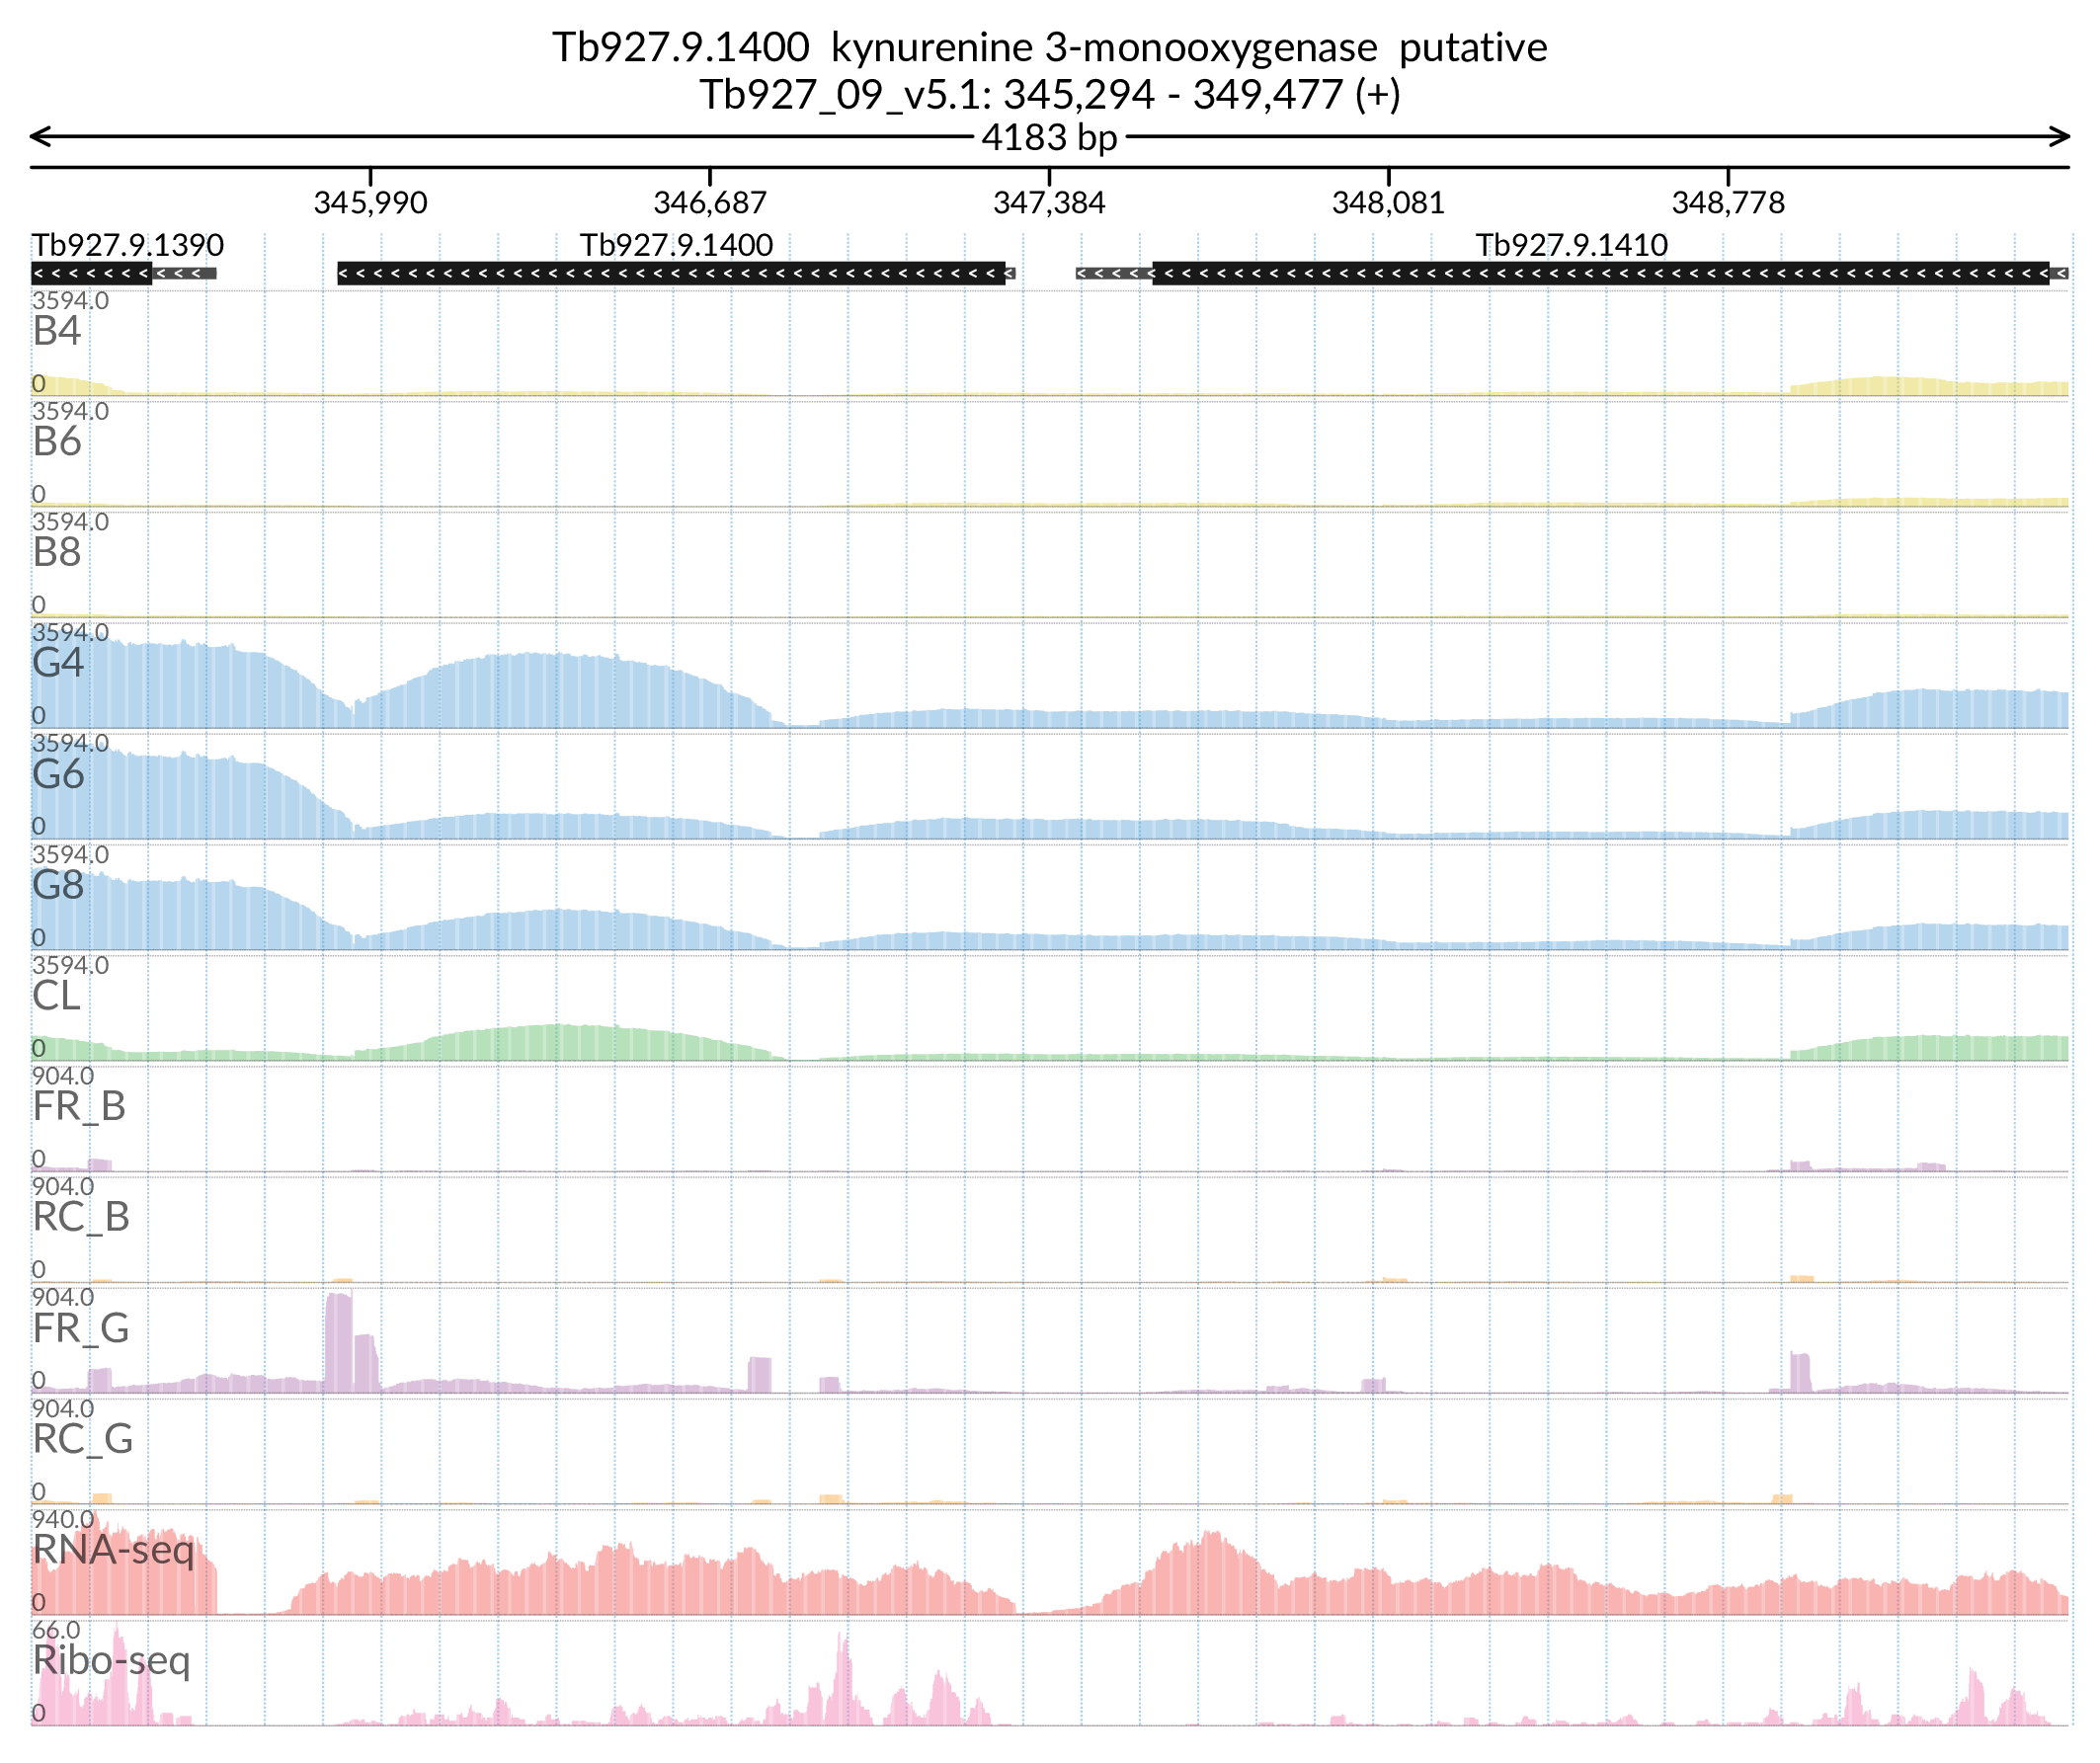 Tb927.9.1400 kynurenine 3-monooxygenase putative
Tb927_09_v5.1: 345,294 - 349,477 (+)
4183 bp
345,990 346,687 347,384 348,081 348,778
Tb927.9.1390 Tb927.9.1400 Tb927.9.1410
3594.0
B4
0
3594.0
B6
0
3594.0
B8
0
3594.0
G4
0
3594.0
G6
0
3594.0
G8
0
3594.0
CL
0
904.0
FR_B
0
904.0
RC_B
0
904.0
FR_G
0
904.0
RC_G
0
940.0
RNA-seq
0
66.0
Ribo-seq
0